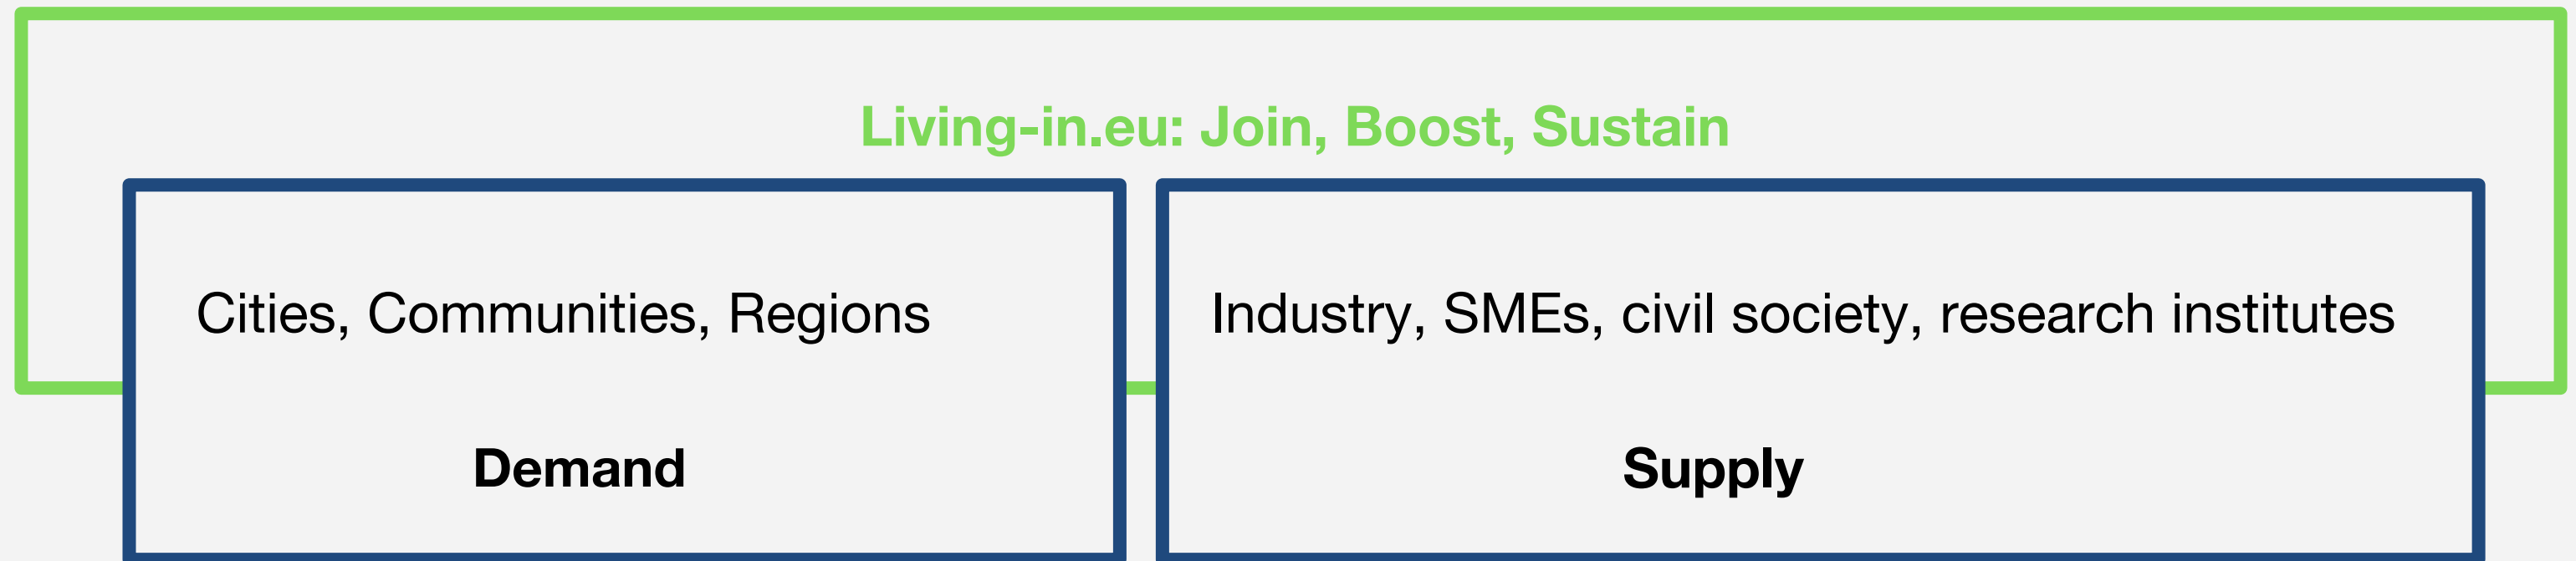 Living-in.eu: Join, Boost, Sustain
Cities, Communities, Regions
Demand
Industry, SMEs, civil society, research institutes
Supply